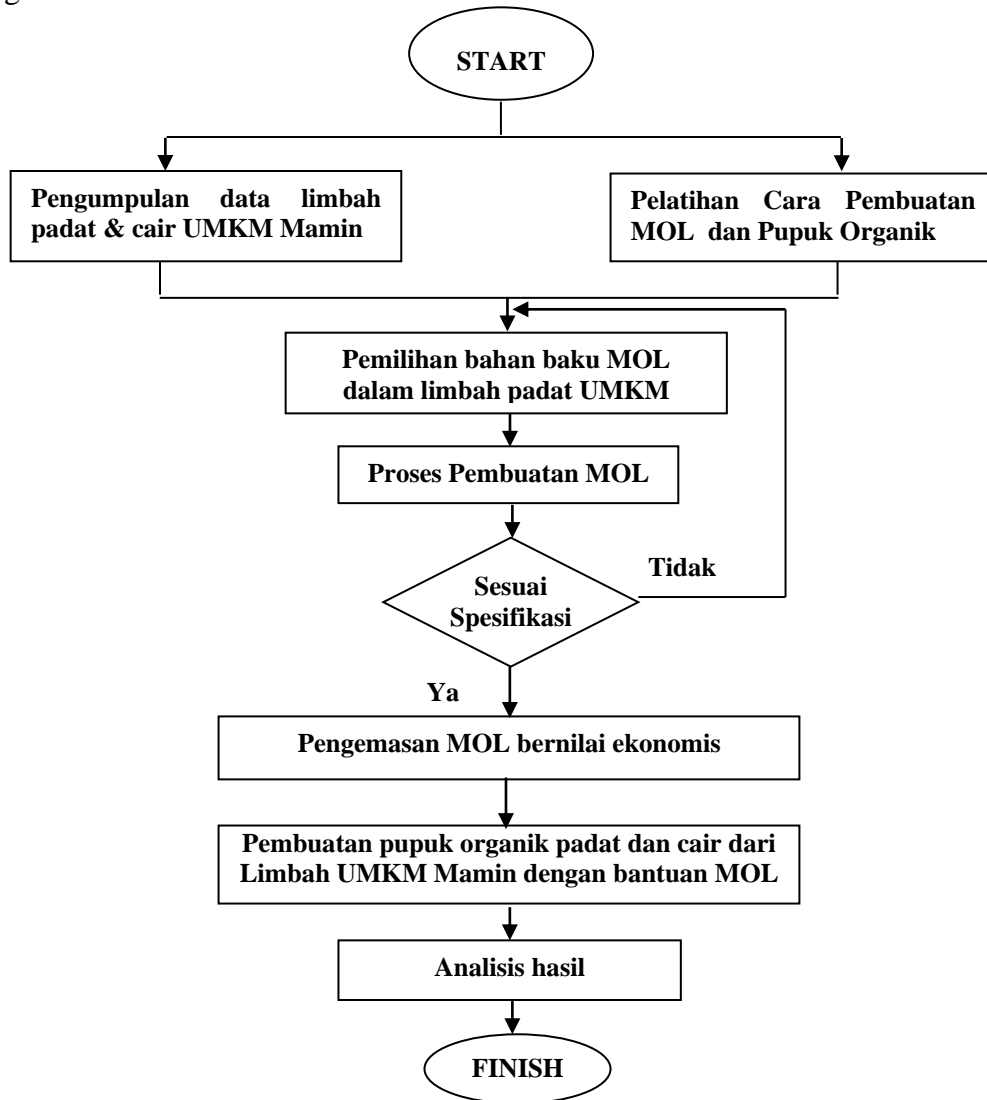 START
Pengumpulan data limbah
padat & cair UMKM Mamin
Pelatihan Cara Pembuatan
MOL dan Pupuk Organik
Pemilihan bahan baku MOL
dalam limbah padat UMKM
Proses Pembuatan MOL
Sesuai
Spesifikasi
Tidak
Ya
Pengemasan MOL bernilai ekonomis
Pembuatan pupuk organik padat dan cair dari
Limbah UMKM Mamin dengan bantuan MOL
Analisis hasil
FINISH